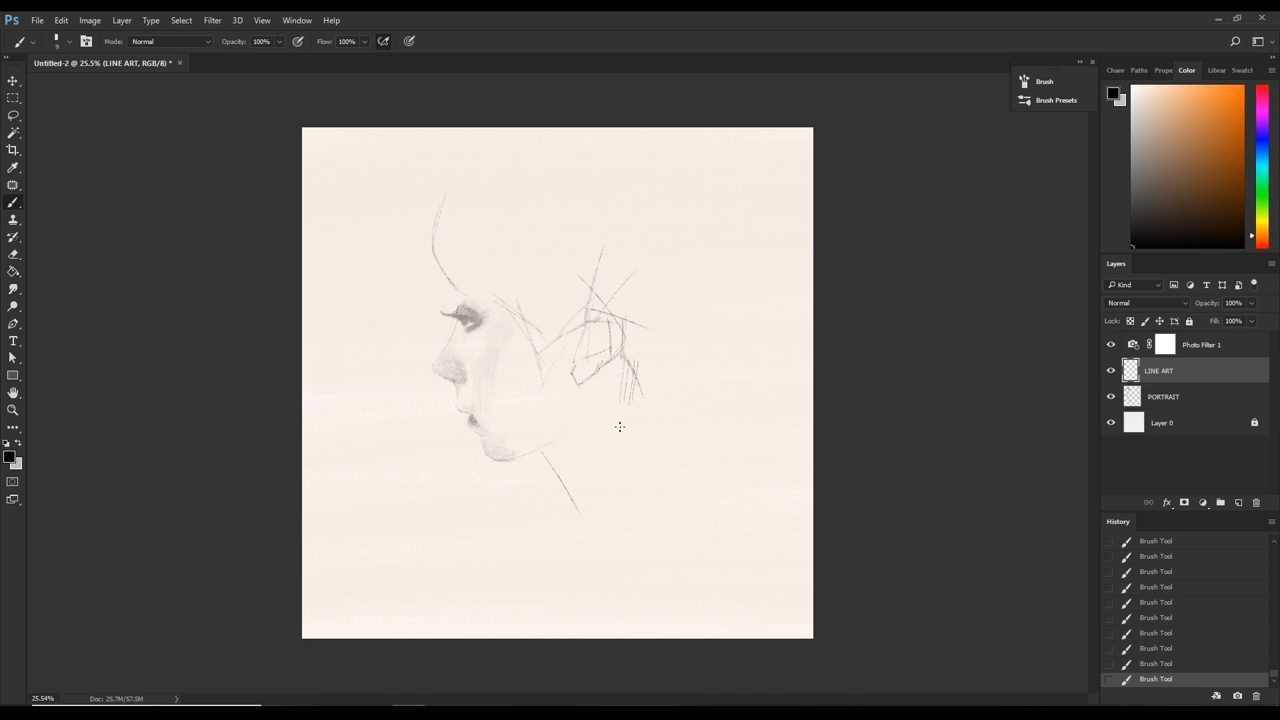 Ps File Edit Image Layer Type Select Filter 3D View Window Help
9 Mode: Normal Opacity: 100% Flow: 100%
Untitled-2 @ 25.5% (LINE ART, RGB/8) * ×
Brush
Brush Presets
Chanr Paths Prope Color Librar Swatcl
Layers
Kind
Normal Opacity: 100%
Lock: Fill: 100%
Photo Filter 1
LINE ART
PORTRAIT
Layer 0
fx
History
Brush Tool
Brush Tool
Brush Tool
Brush Tool
Brush Tool
Brush Tool
Brush Tool
Brush Tool
Brush Tool
Brush Tool
25.54% Doc: 25.7M/57.5M